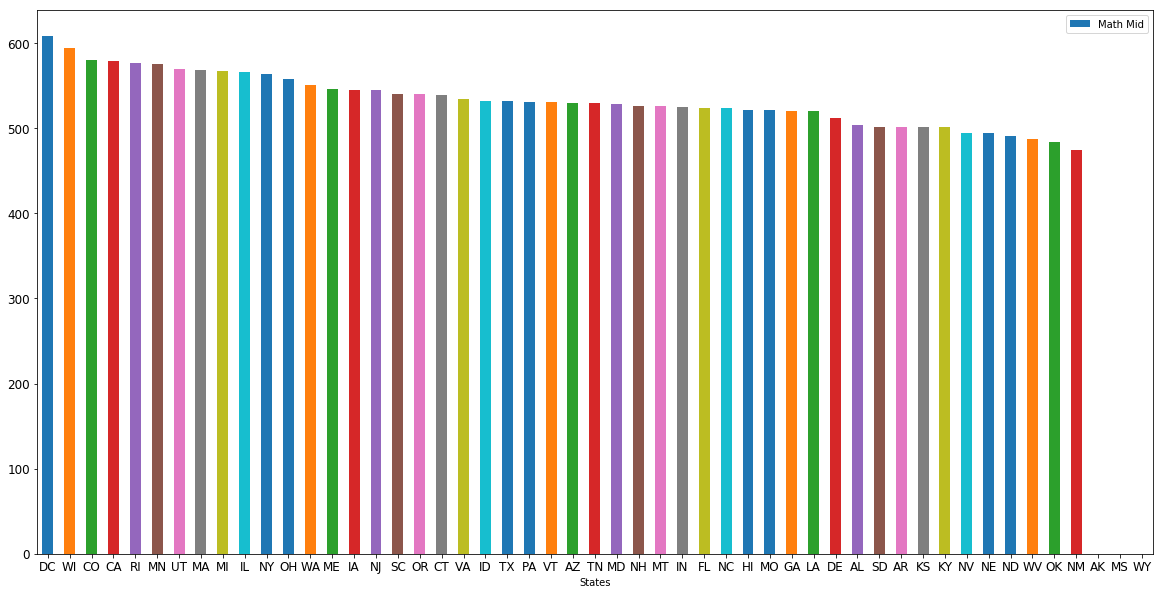 Math Mid
600
500
400
300
200
100
0
DC WI CO CA RI MN UT MA MI IL NY OH WA ME IA NJ SC OR CT VA ID TX PA VT AZ TN MD NH MT IN FL NC HI MO GA LA DE AL SD AR KS KY NV NE ND WV OK NM AK MS WY
States